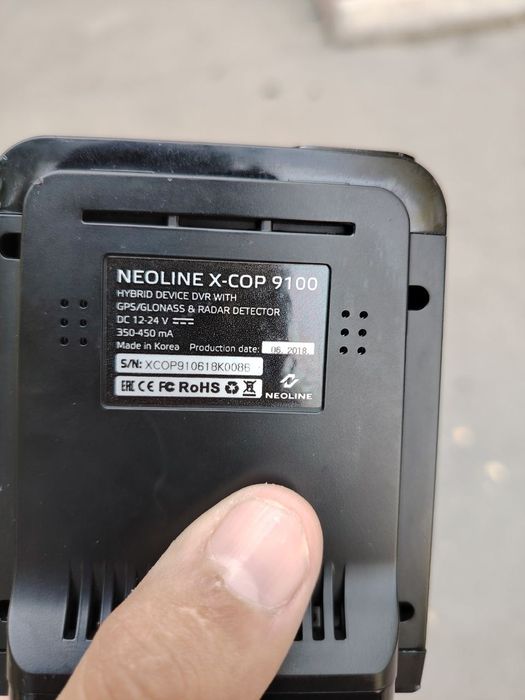 NEOLINE X-COP 9100
HYBRID DEVICE DVR WITH
GPS/GLONASS & RADAR DETECTOR
DC 12-24 V
350-450 mA
Made in Korea Production date: 06. 2018
S/N: XCOP910618K0086
EAC CE FC RoHS
NEOLINE